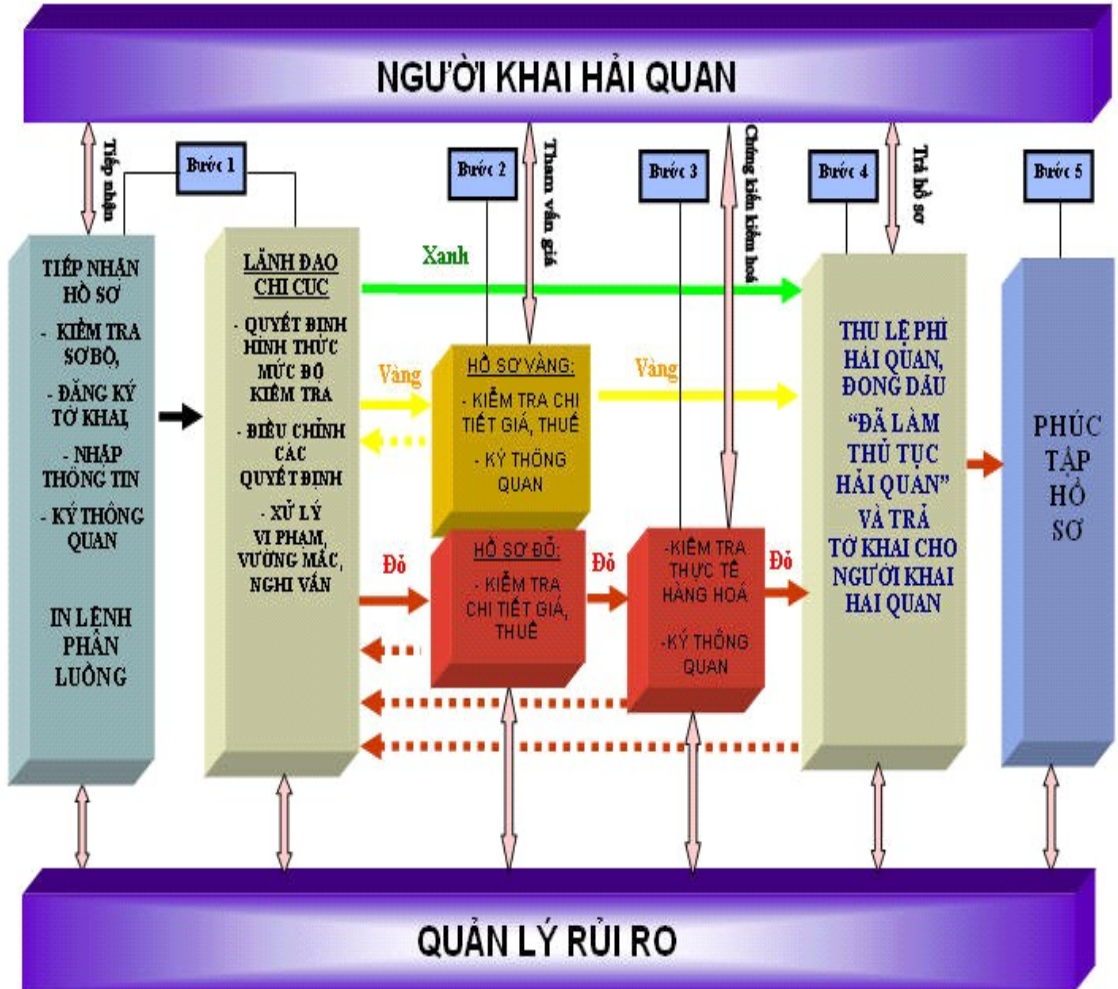 NGƯỜI KHAI HẢI QUAN
Tiếp nhận
Tham vấn giá
Chứng kiến kiểm hoá
Trả hồ sơ
Bước 1
Bước 2
Bước 3
Bước 4
Bước 5
TIẾP NHẬN
HỒ SƠ
- KIỂM TRA
SƠ BỘ,
- ĐĂNG KÝ
TỜ KHAI,
- NHẬP
THÔNG TIN
- KÝ THÔNG
QUAN
IN LỆNH
PHÂN
LUỒNG
LÃNH ĐẠO
CHI CỤC
- QUYẾT ĐỊNH
HÌNH THỨC
MỨC ĐỘ
KIỂM TRA
- ĐIỀU CHỈNH
CÁC
QUYẾT ĐỊNH
- XỬ LÝ
VI PHẠM,
VƯỚNG MẮC,
NGHI VẤN
Xanh
Vàng
HỒ SƠ VÀNG:
- KIỂM TRA CHI
TIẾT GIÁ, THUẾ
- KÝ THÔNG
QUAN
Vàng
Đỏ
HỒ SƠ ĐỎ:
- KIỂM TRA
CHI TIẾT GIÁ,
THUẾ
Đỏ
-KIỂM TRA
THỰC TẾ
HÀNG HOÁ
-KÝ THÔNG
QUAN
Đỏ
THU LỆ PHÍ
HẢI QUAN,
ĐÓNG DẤU
“ĐÃ LÀM
THỦ TỤC
HẢI QUAN”
VÀ TRẢ
TỜ KHAI CHO
NGƯỜI KHAI
HẢI QUAN
PHÚC
TẬP
HỒ
SƠ
QUẢN LÝ RỦI RO